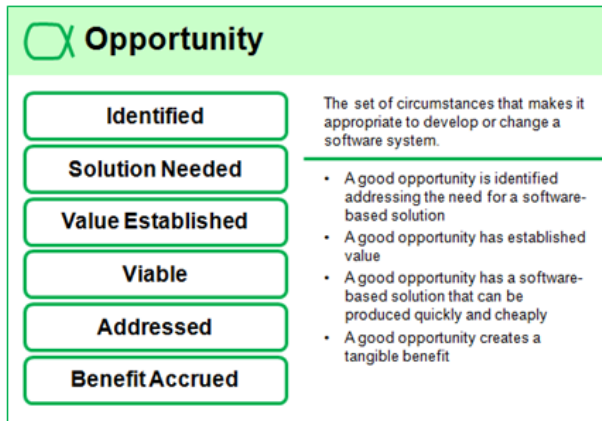 Opportunity
Identified
Solution Needed
Value Established
Viable
Addressed
Benefit Accrued
The set of circumstances that makes it
appropriate to develop or change a
software system.
• A good opportunity is identified
addressing the need for a software-
based solution
• A good opportunity has established
value
• A good opportunity has a software-
based solution that can be
produced quickly and cheaply
• A good opportunity creates a
tangible benefit